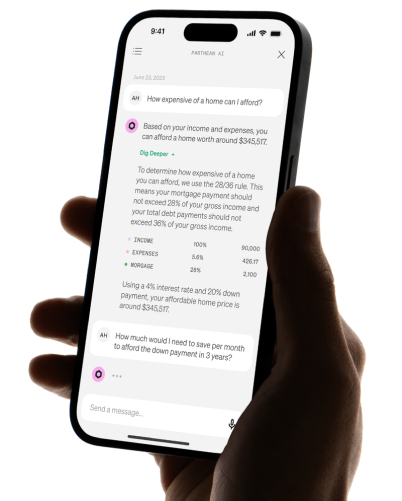 9:41
PARTHEAN AI
June 23, 2023
AH
How expensive of a home can I afford?
Based on your income and expenses, you
can afford a home worth around $345,517.
Dig Deeper
To determine how expensive of a home
you can afford, we use the 28/36 rule. This
means your mortgage payment should
not exceed 28% of your gross income and
your total debt payments should not
exceed 36% of your gross income.
INCOME 100% 90,000
EXPENSES 5.6% 426.17
MORGAGE 28% 2,100
Using a 4% interest rate and 20% down
payment, your affordable home price is
around $345,517.
AH
How much would I need to save per month
to afford the down payment in 3 years?
Send a message...